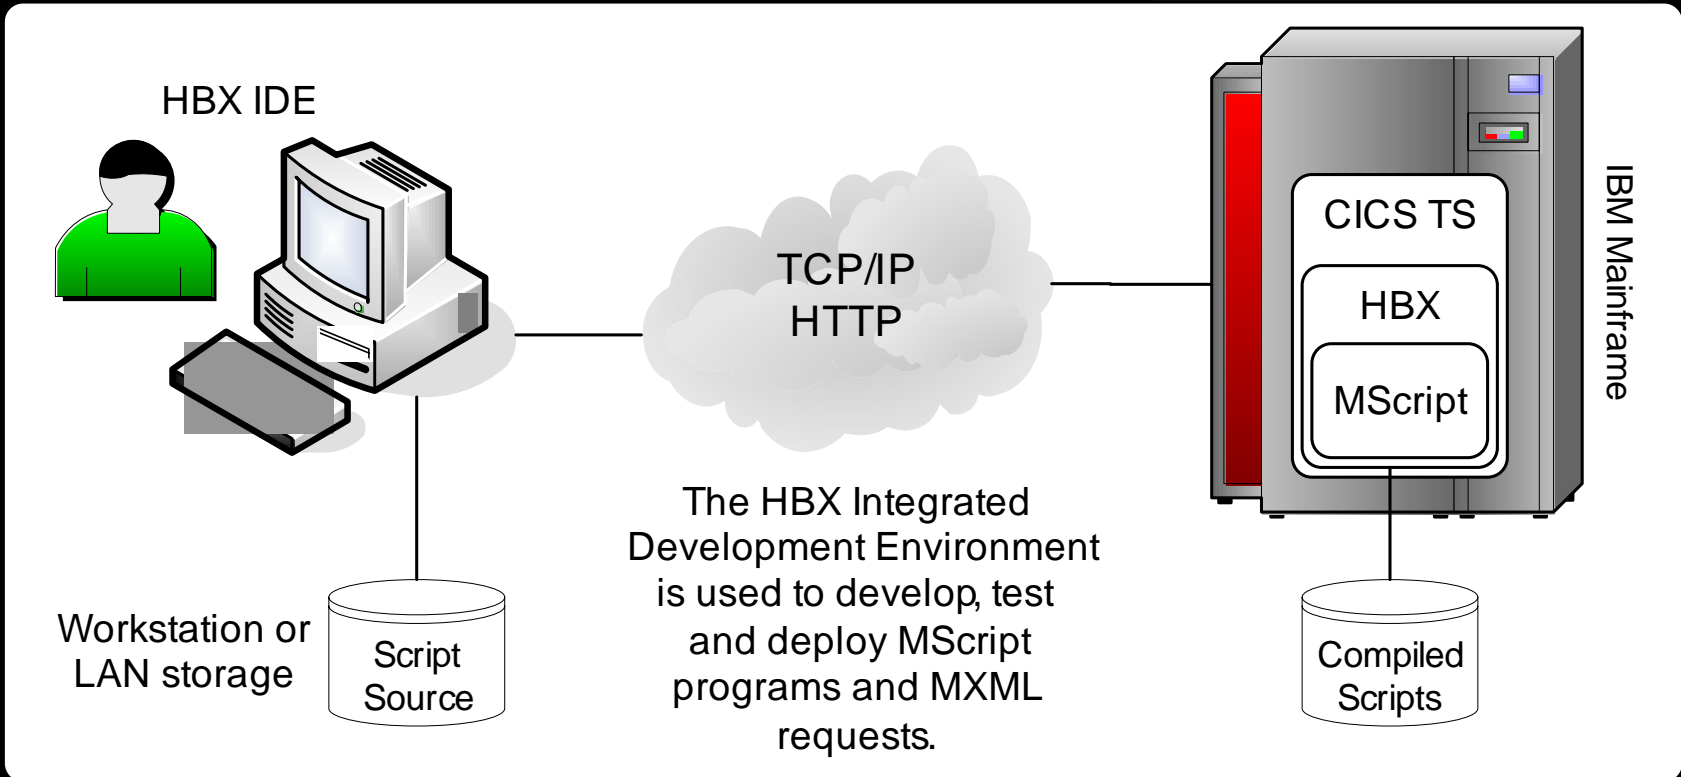 HBX IDE
TCP/IP
HTTP
CICS TS
HBX
MScript
IBM Mainframe
The HBX Integrated
Development Environment
is used to develop, test
and deploy MScript
programs and MXML
requests.
Workstation or
LAN storage
Script
Source
Compiled
Scripts